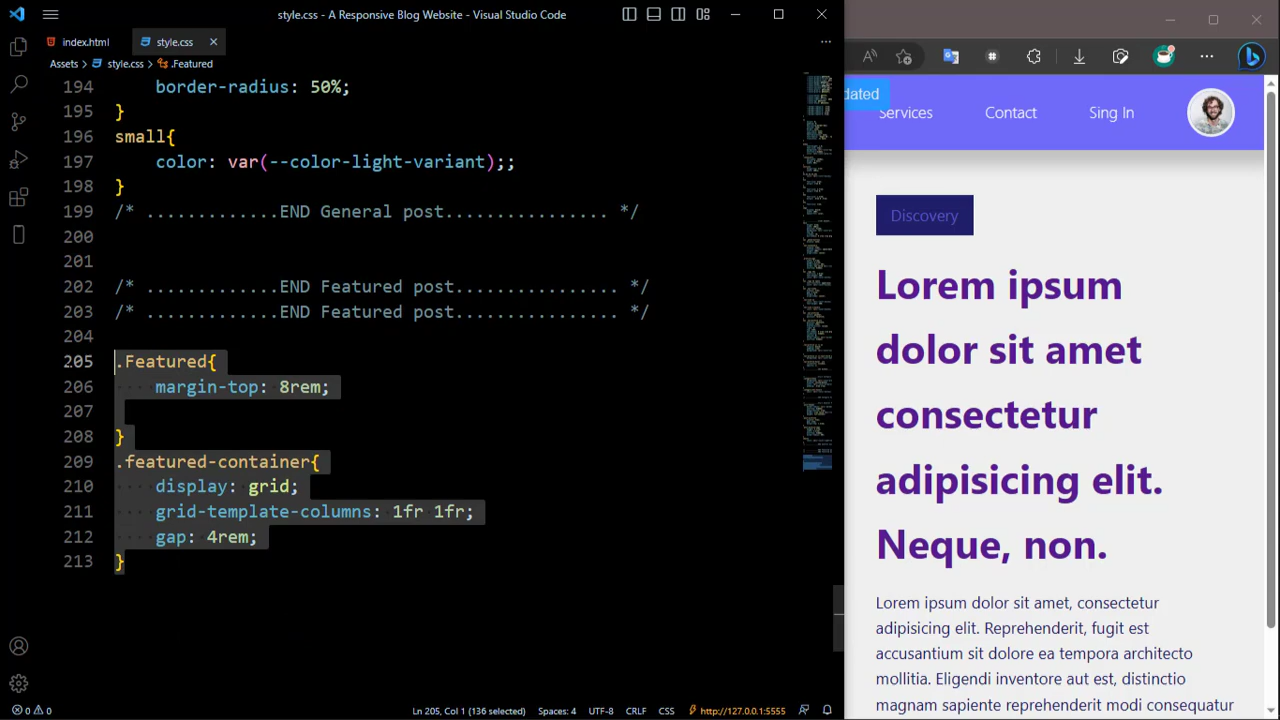 style.css - A Responsive Blog Website - Visual Studio Code
index.html
style.css
Assets > style.css > .Featured
194 border-radius: 50%;
195 }
196 small{
197 color: var(--color-light-variant);;
198 }
199 /* .............END General post................ */
200
201
202 /* .............END Featured post................ */
203 /* .............END Featured post................ */
204
205 .Featured{
206 margin-top: 8rem;
207
208 }
209 .featured-container{
210 display: grid;
211 grid-template-columns: 1fr 1fr;
212 gap: 4rem;
213 }
0 0
Ln 205, Col 1 (136 selected)
Spaces: 4
UTF-8
CRLF
CSS
http://127.0.0.1:5555
dated
Services
Contact
Sing In
Discovery
Lorem ipsum
dolor sit amet
consectetur
adipisicing elit.
Neque, non.
Lorem ipsum dolor sit amet, consectetur
adipisicing elit. Reprehenderit, fugit est
accusantium sit dolore ea tempora architecto
mollitia. Eligendi inventore aut est, distinctio
magnam sapiente reprehenderit modi consequatur